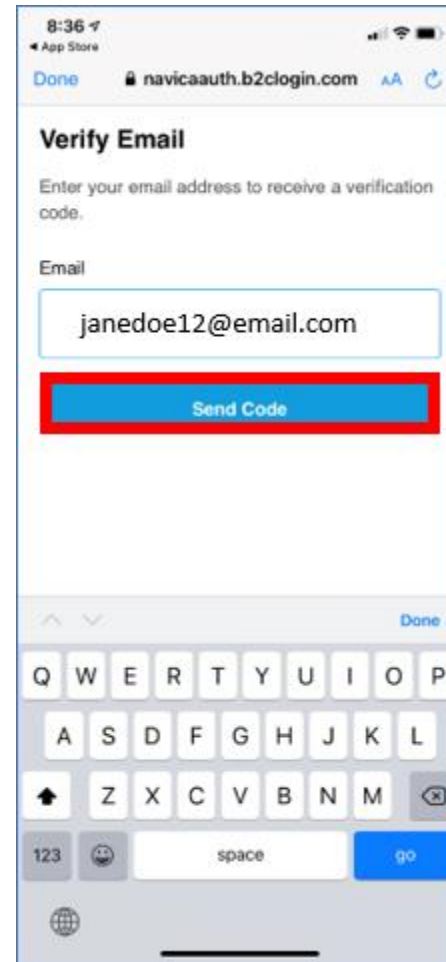 8:36
App Store
Done navicaauth.b2clogin.com AA
Verify Email
Enter your email address to receive a verification
code.
Email
janedoe12@email.com
Send Code
Done
Q W E R T Y U I O P
A S D F G H J K L
Z X C V B N M
123 space go